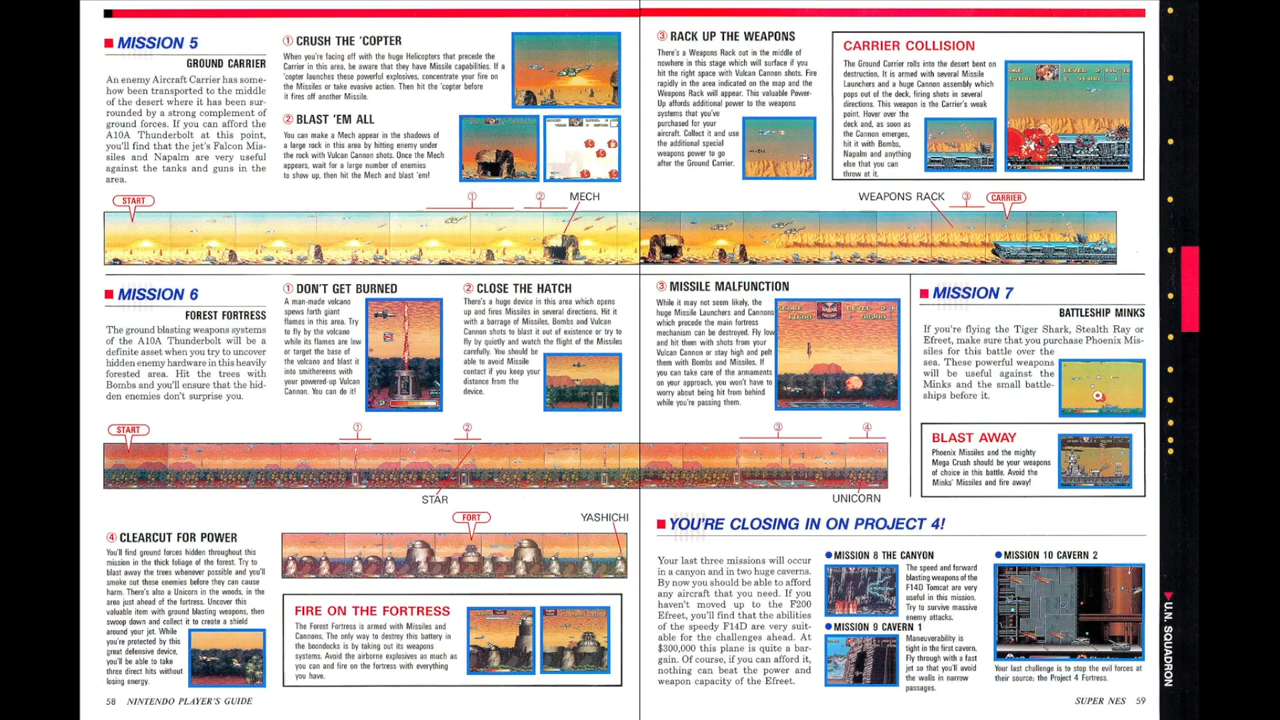 MISSION 5
GROUND CARRIER
An enemy Aircraft Carrier has some-
how been transported to the middle
of the desert where it has been sur-
rounded by a strong complement of
ground forces. If you can afford the
A10A Thunderbolt at this point,
you'll find that the jet's Falcon Mis-
siles and Napalm are very useful
against the tanks and guns in the
area.
① CRUSH THE 'COPTER
When you're facing off with the huge Helicopters that precede the
Carrier in this area, be aware that they have Missile capabilities. If a
'copter launches these powerful explosives, concentrate your fire on
the Missiles or take evasive action. Then hit the 'copter before
it fires off another Missile.
② BLAST 'EM ALL
You can make a Mech appear in the shadows of
a large rock in this area by hitting enemy under
the rock with Vulcan Cannon shots. Once the Mech
appears, wait for a large number of enemies
to show up, then hit the Mech and blast 'em!
③ RACK UP THE WEAPONS
There's a Weapons Rack out in the middle of
nowhere in this stage which will surface if you
hit the right space with Vulcan Cannon shots. Fire
rapidly in the area indicated on the map and the
Weapons Rack will appear. This valuable Power-
Up affords additional power to the weapons
systems that you've
purchased for your
aircraft. Collect it and use
the additional special
weapons power to go
after the Ground Carrier.
CARRIER COLLISION
The Ground Carrier rolls into the desert bent on
destruction. It is armed with several Missile
Launchers and a huge Cannon assembly which
pops out of the deck, firing shots in several
directions. This weapon is the Carrier's weak
point. Hover over the
deck and, as soon as
the Cannon emerges,
hit it with Bombs,
Napalm and anything
else that you can
throw at it.
START
①
②
MECH
WEAPONS RACK
③
CARRIER
MISSION 6
FOREST FORTRESS
The ground blasting weapons systems
of the A10A Thunderbolt will be a
definite asset when you try to uncover
hidden enemy hardware in this heavily
forested area. Hit the trees with
Bombs and you'll ensure that the hid-
den enemies don't surprise you.
① DON'T GET BURNED
A man-made volcano
spews forth giant
flames in this area. Try
to fly by the volcano
while its flames are low
or target the base of
the volcano and blast it
into smithereens with
your powered-up Vulcan
Cannon. You can do it!
② CLOSE THE HATCH
There's a huge device in this area which opens
up and fires Missiles in several directions. Hit it
with a barrage of Missiles, Bombs and Vulcan
Cannon shots to blast it out of existence or try to
fly by quietly and watch the flight of the Missiles
carefully. You should be
able to avoid Missile
contact if you keep your
distance from the
device.
③ MISSILE MALFUNCTION
While it may not seem likely, the
huge Missile Launchers and Cannons
which precede the main fortress
mechanism can be destroyed. Fly low
and hit them with shots from your
Vulcan Cannon or stay high and pelt
them with Bombs and Missiles. If
you can take care of the armaments
on your approach, you won't have to
worry about being hit from behind
while you're passing them.
MISSION 7
BATTLESHIP MINKS
If you're flying the Tiger Shark, Stealth Ray or
Efreet, make sure that you purchase Phoenix Mis-
siles for this battle over the
sea. These powerful weapons
will be useful against the
Minks and the small battle-
ships before it.
BLAST AWAY
Phoenix Missiles and the mighty
Mega Crush should be your weapons
of choice in this battle. Avoid the
Minks' Missiles and fire away!
START
①
②
③
④
STAR
UNICORN
④ CLEARCUT FOR POWER
You'll find ground forces hidden throughout this
mission in the thick foliage of the forest. Try to
blast away the trees whenever possible and you'll
smoke out these enemies before they can cause
harm. There's also a Unicorn in the woods, in the
area just ahead of the fortress. Uncover this
valuable item with ground blasting weapons, then
swoop down and collect it to create a shield
around your jet. While
you're protected by this
great defensive device,
you'll be able to take
three direct hits without
losing energy.
FORT
YASHICHI
FIRE ON THE FORTRESS
The Forest Fortress is armed with Missiles and
Cannons. The only way to destroy this battery in
the boondocks is by taking out its weapons
systems. Avoid the airborne explosives as much as
you can and fire on the fortress with everything
you have.
YOU'RE CLOSING IN ON PROJECT 4!
Your last three missions will occur
in a canyon and in two huge caverns.
By now you should be able to afford
any aircraft that you need. If you
haven't moved up to the F200
Efreet, you'll find that the abilities
of the speedy F14D are very suit-
able for the challenges ahead. At
$300,000 this plane is quite a bar-
gain. Of course, if you can afford it,
nothing can beat the power and
weapon capacity of the Efreet.
MISSION 8 THE CANYON
The speed and forward
blasting weapons of the
F14D Tomcat are very
useful in this mission.
Try to survive massive
enemy attacks.
MISSION 9 CAVERN 1
Maneuverability is
tight in the first cavern.
Fly through with a fast
jet so that you'll avoid
the walls in narrow
passages.
MISSION 10 CAVERN 2
Your last challenge is to stop the evil forces at
their source; the Project 4 Fortress.
U.N. SQUADRON
58 NINTENDO PLAYER'S GUIDE
SUPER NES 59